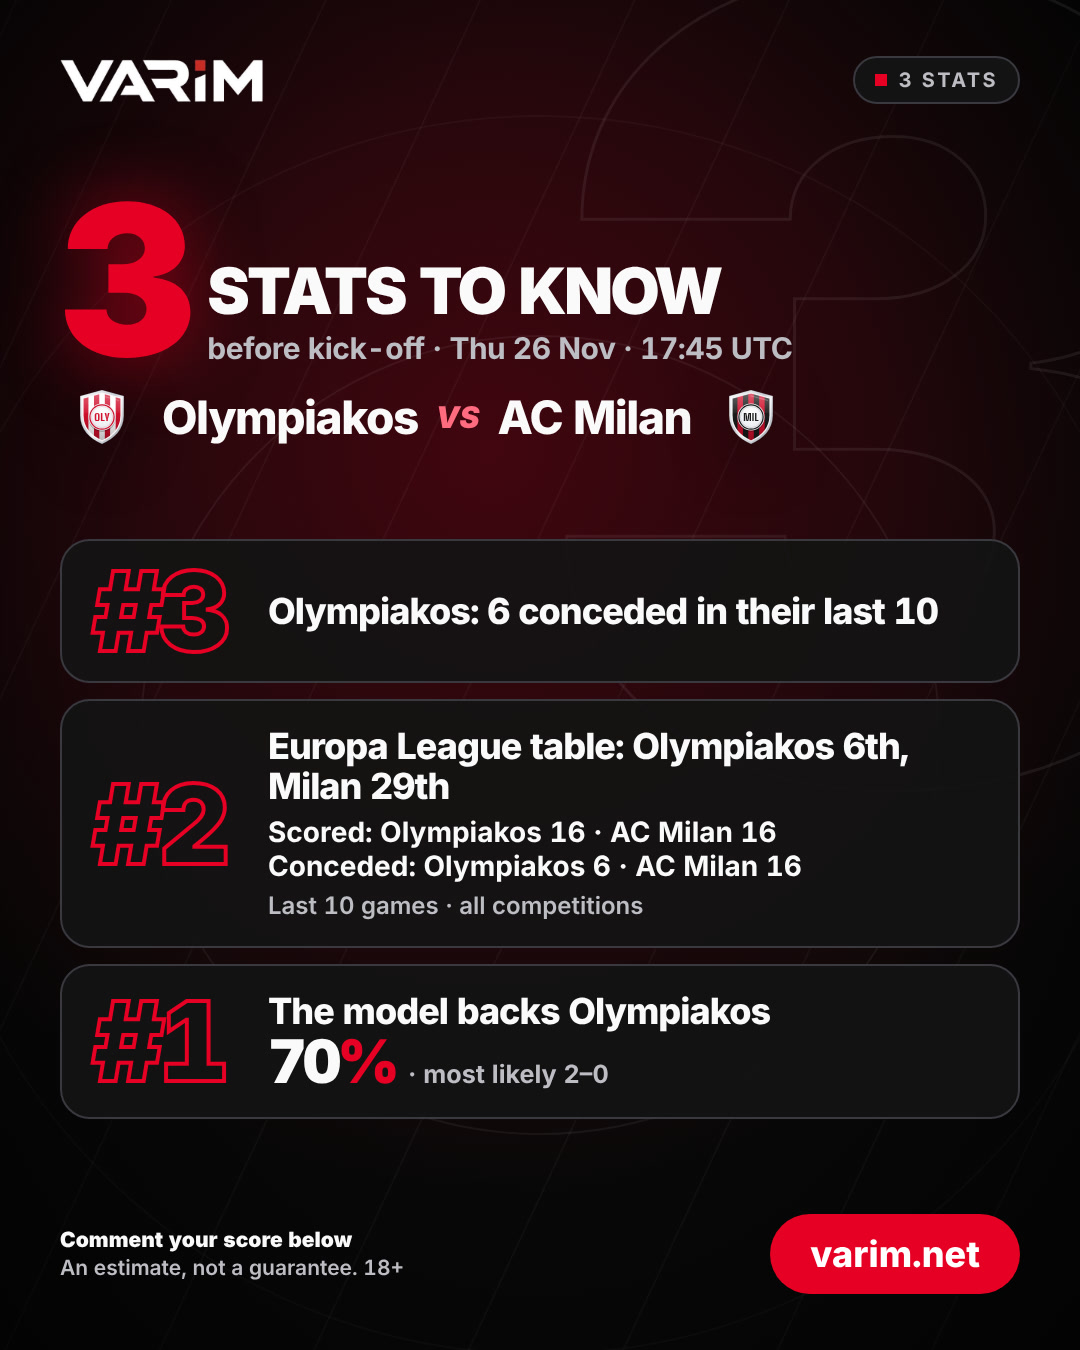 VARiM
3 STATS
3 STATS TO KNOW
before kick-off · Thu 26 Nov · 17:45 UTC
OLY Olympiakos VS AC Milan MIL
#3 Olympiakos: 6 conceded in their last 10
#2 Europa League table: Olympiakos 6th,
Milan 29th
Scored: Olympiakos 16 · AC Milan 16
Conceded: Olympiakos 6 · AC Milan 16
Last 10 games · all competitions
#1 The model backs Olympiakos
70% · most likely 2–0
Comment your score below
An estimate, not a guarantee. 18+
varim.net